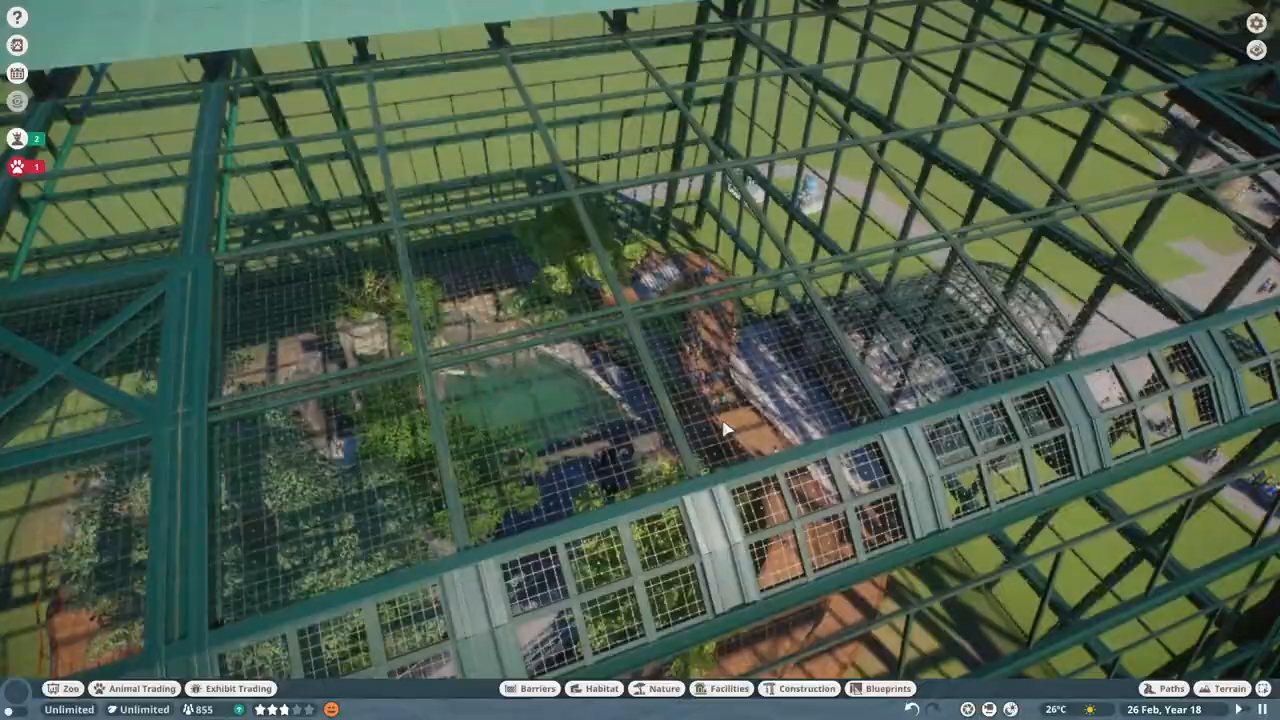 2
1
Zoo
Animal Trading
Exhibit Trading
Barriers
Habitat
Nature
Facilities
Construction
Blueprints
Paths
Terrain
Unlimited
Unlimited
855
26°C
26 Feb, Year 18